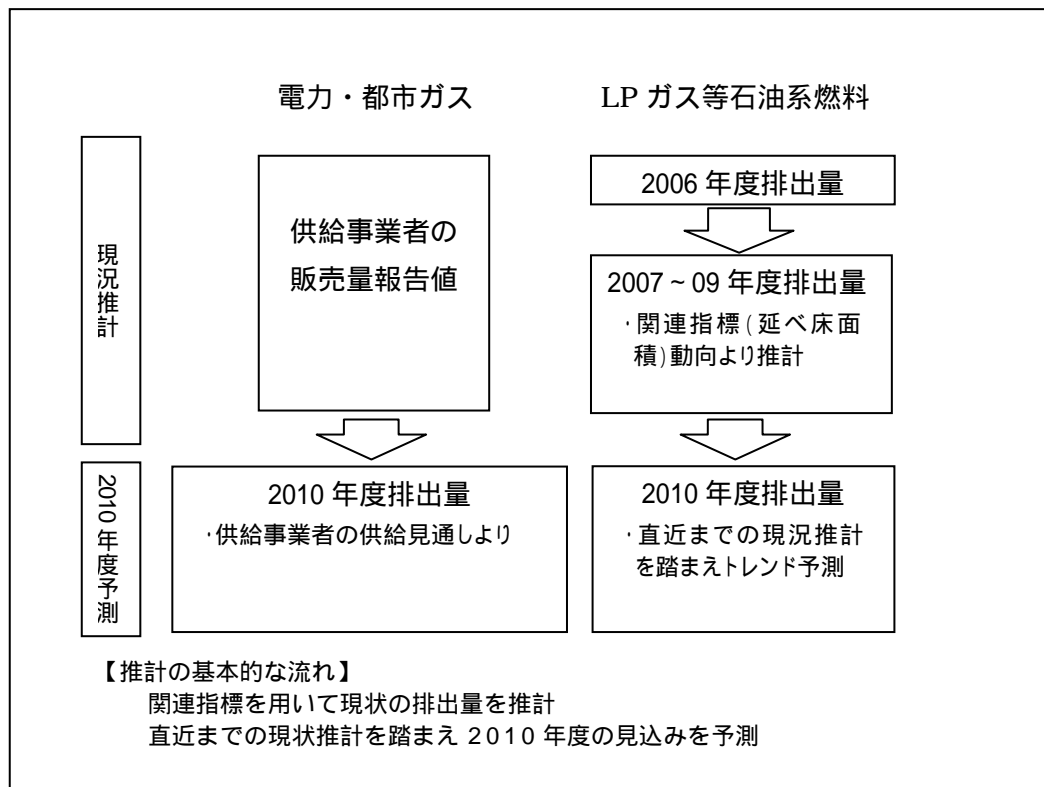 電力・都市ガス
LP ガス等石油系燃料
現況推計
供給事業者の
販売量報告値
2006 年度排出量
2007 ~ 09 年度排出量
・関連指標(延べ床面
積)動向より推計
2010 年度予測
2010 年度排出量
・供給事業者の供給見通しより
2010 年度排出量
・直近までの現況推計
を踏まえトレンド予測
【推計の基本的な流れ】
関連指標を用いて現状の排出量を推計
直近までの現状推計を踏まえ 2010 年度の見込みを予測